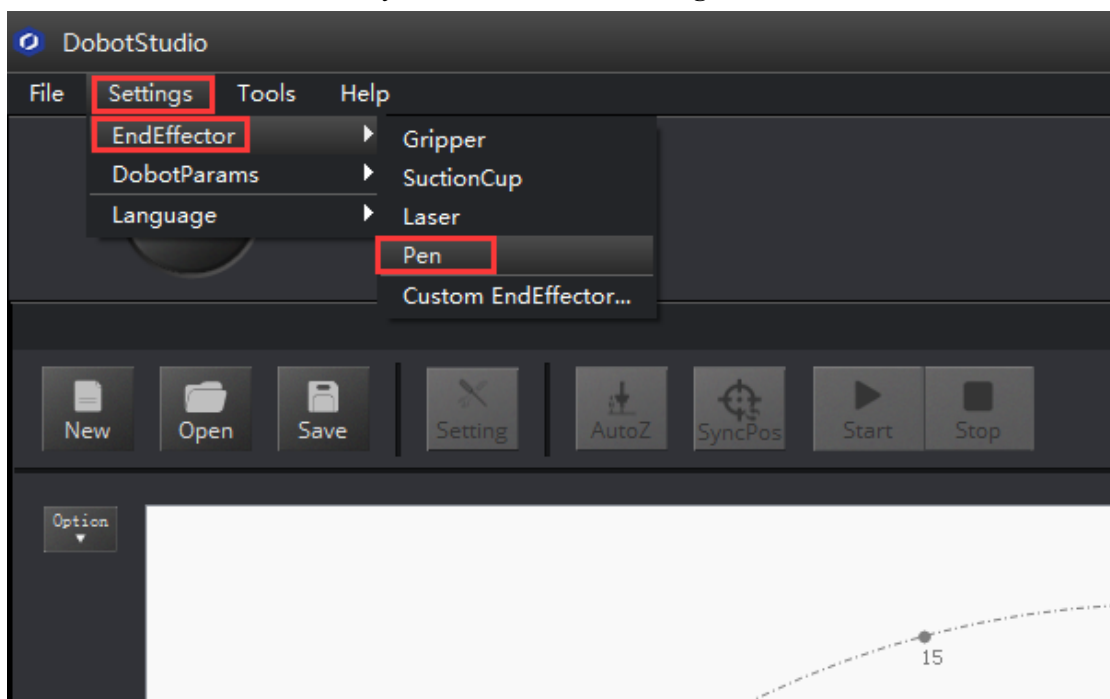 DobotStudio
File Settings Tools Help
EndEffector
DobotParams
Language
Gripper
SuctionCup
Laser
Pen
Custom EndEffector...
New Open Save Setting AutoZ SyncPos Start Stop
Option
15